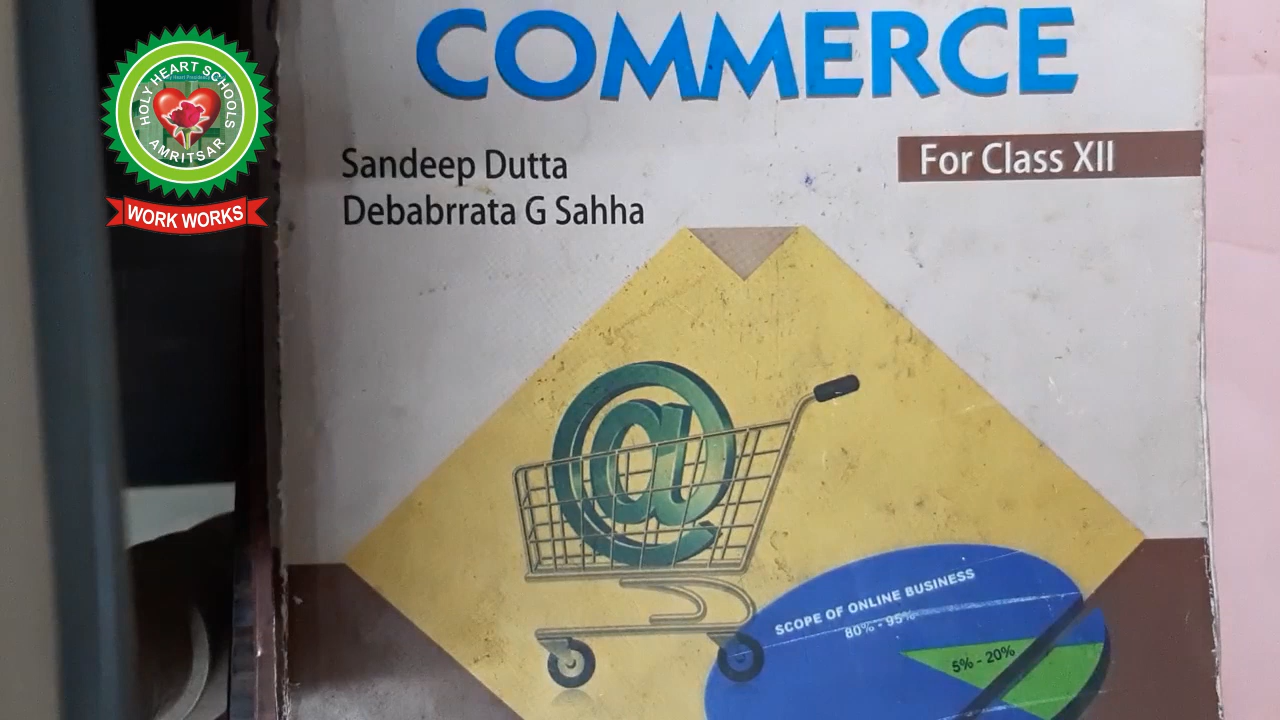 COMMERCE
HOLY HEART SCHOOLS
AMRITSAR
WORK WORKS
For Class XII
Sandeep Dutta
Debabrrata G Sahha
@
SCOPE OF ONLINE BUSINESS
80% - 95%
5% - 20%